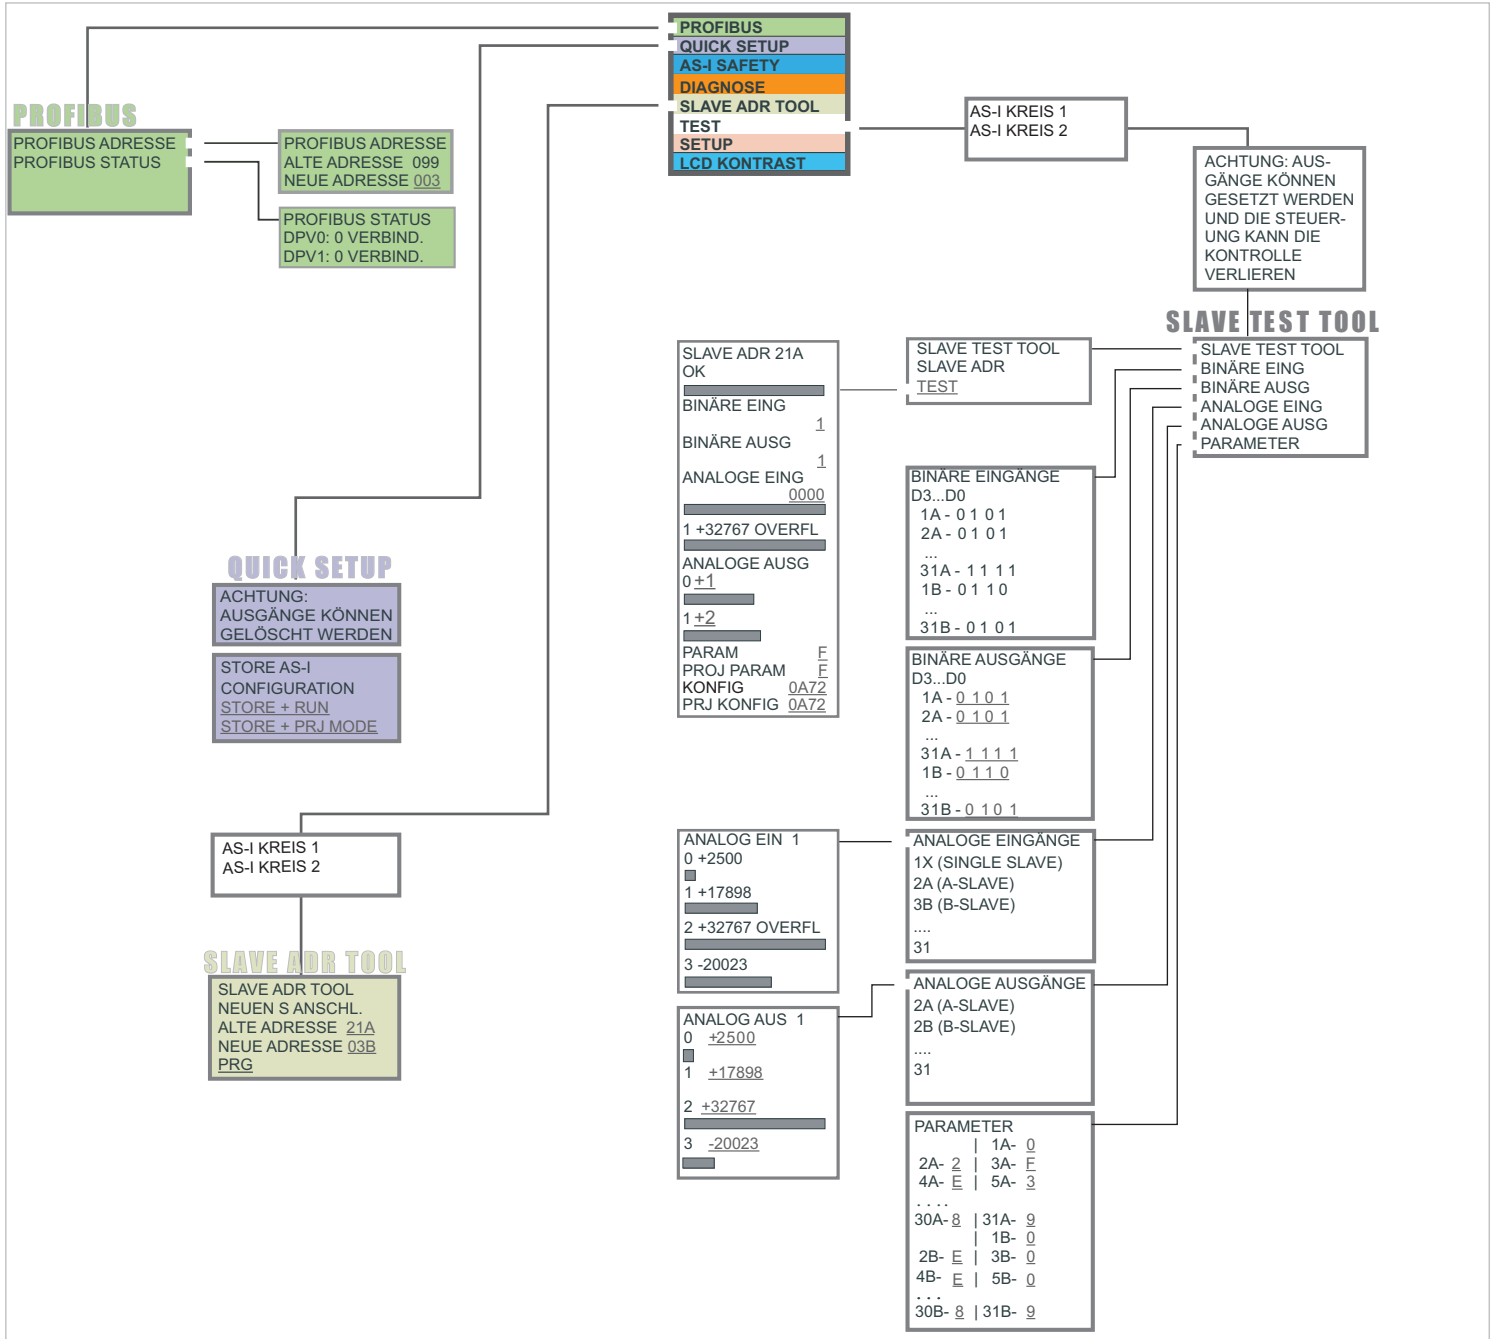 PROFIBUS
QUICK SETUP
AS-I SAFETY
DIAGNOSE
SLAVE ADR TOOL
TEST
SETUP
LCD KONTRAST
PROFIBUS
PROFIBUS ADRESSE
PROFIBUS STATUS
PROFIBUS ADRESSE
ALTE ADRESSE 099
NEUE ADRESSE 003
PROFIBUS STATUS
DPV0: 0 VERBIND.
DPV1: 0 VERBIND.
AS-I KREIS 1
AS-I KREIS 2
ACHTUNG: AUS-
GÄNGE KÖNNEN
GESETZT WERDEN
UND DIE STEUER-
UNG KANN DIE
KONTROLLE
VERLIEREN
SLAVE TEST TOOL
SLAVE TEST TOOL
BINÄRE EING
BINÄRE AUSG
ANALOGE EING
ANALOGE AUSG
PARAMETER
SLAVE TEST TOOL
SLAVE ADR
TEST
SLAVE ADR 21A
OK
BINÄRE EING
1
BINÄRE AUSG
1
ANALOGE EING
0000
1 +32767 OVERFL
ANALOGE AUSG
0 +1
1 +2
PARAM F
PROJ PARAM F
KONFIG 0A72
PRJ KONFIG 0A72
BINÄRE EINGÄNGE
D3...D0
1A - 0 1 0 1
2A - 0 1 0 1
...
31A - 1 1 1 1
1B - 0 1 1 0
...
31B - 0 1 0 1
BINÄRE AUSGÄNGE
D3...D0
1A - 0 1 0 1
2A - 0 1 0 1
...
31A - 1 1 1 1
1B - 0 1 1 0
...
31B - 0 1 0 1
QUICK SETUP
ACHTUNG:
AUSGÄNGE KÖNNEN
GELÖSCHT WERDEN
STORE AS-I
CONFIGURATION
STORE + RUN
STORE + PRJ MODE
AS-I KREIS 1
AS-I KREIS 2
SLAVE ADR TOOL
SLAVE ADR TOOL
NEUEN S ANSCHL.
ALTE ADRESSE 21A
NEUE ADRESSE 03B
PRG
ANALOG EIN 1
0 +2500
1 +17898
2 +32767 OVERFL
3 -20023
ANALOGE EINGÄNGE
1X (SINGLE SLAVE)
2A (A-SLAVE)
3B (B-SLAVE)
....
31
ANALOG AUS 1
0 +2500
1 +17898
2 +32767
3 -20023
ANALOGE AUSGÄNGE
2A (A-SLAVE)
2B (B-SLAVE)
....
31
PARAMETER
| 1A- 0
2A- 2 | 3A- F
4A- E | 5A- 3
. . . .
30A- 8 | 31A- 9
| 1B- 0
2B- E | 3B- 0
4B- E | 5B- 0
. . .
30B- 8 | 31B- 9